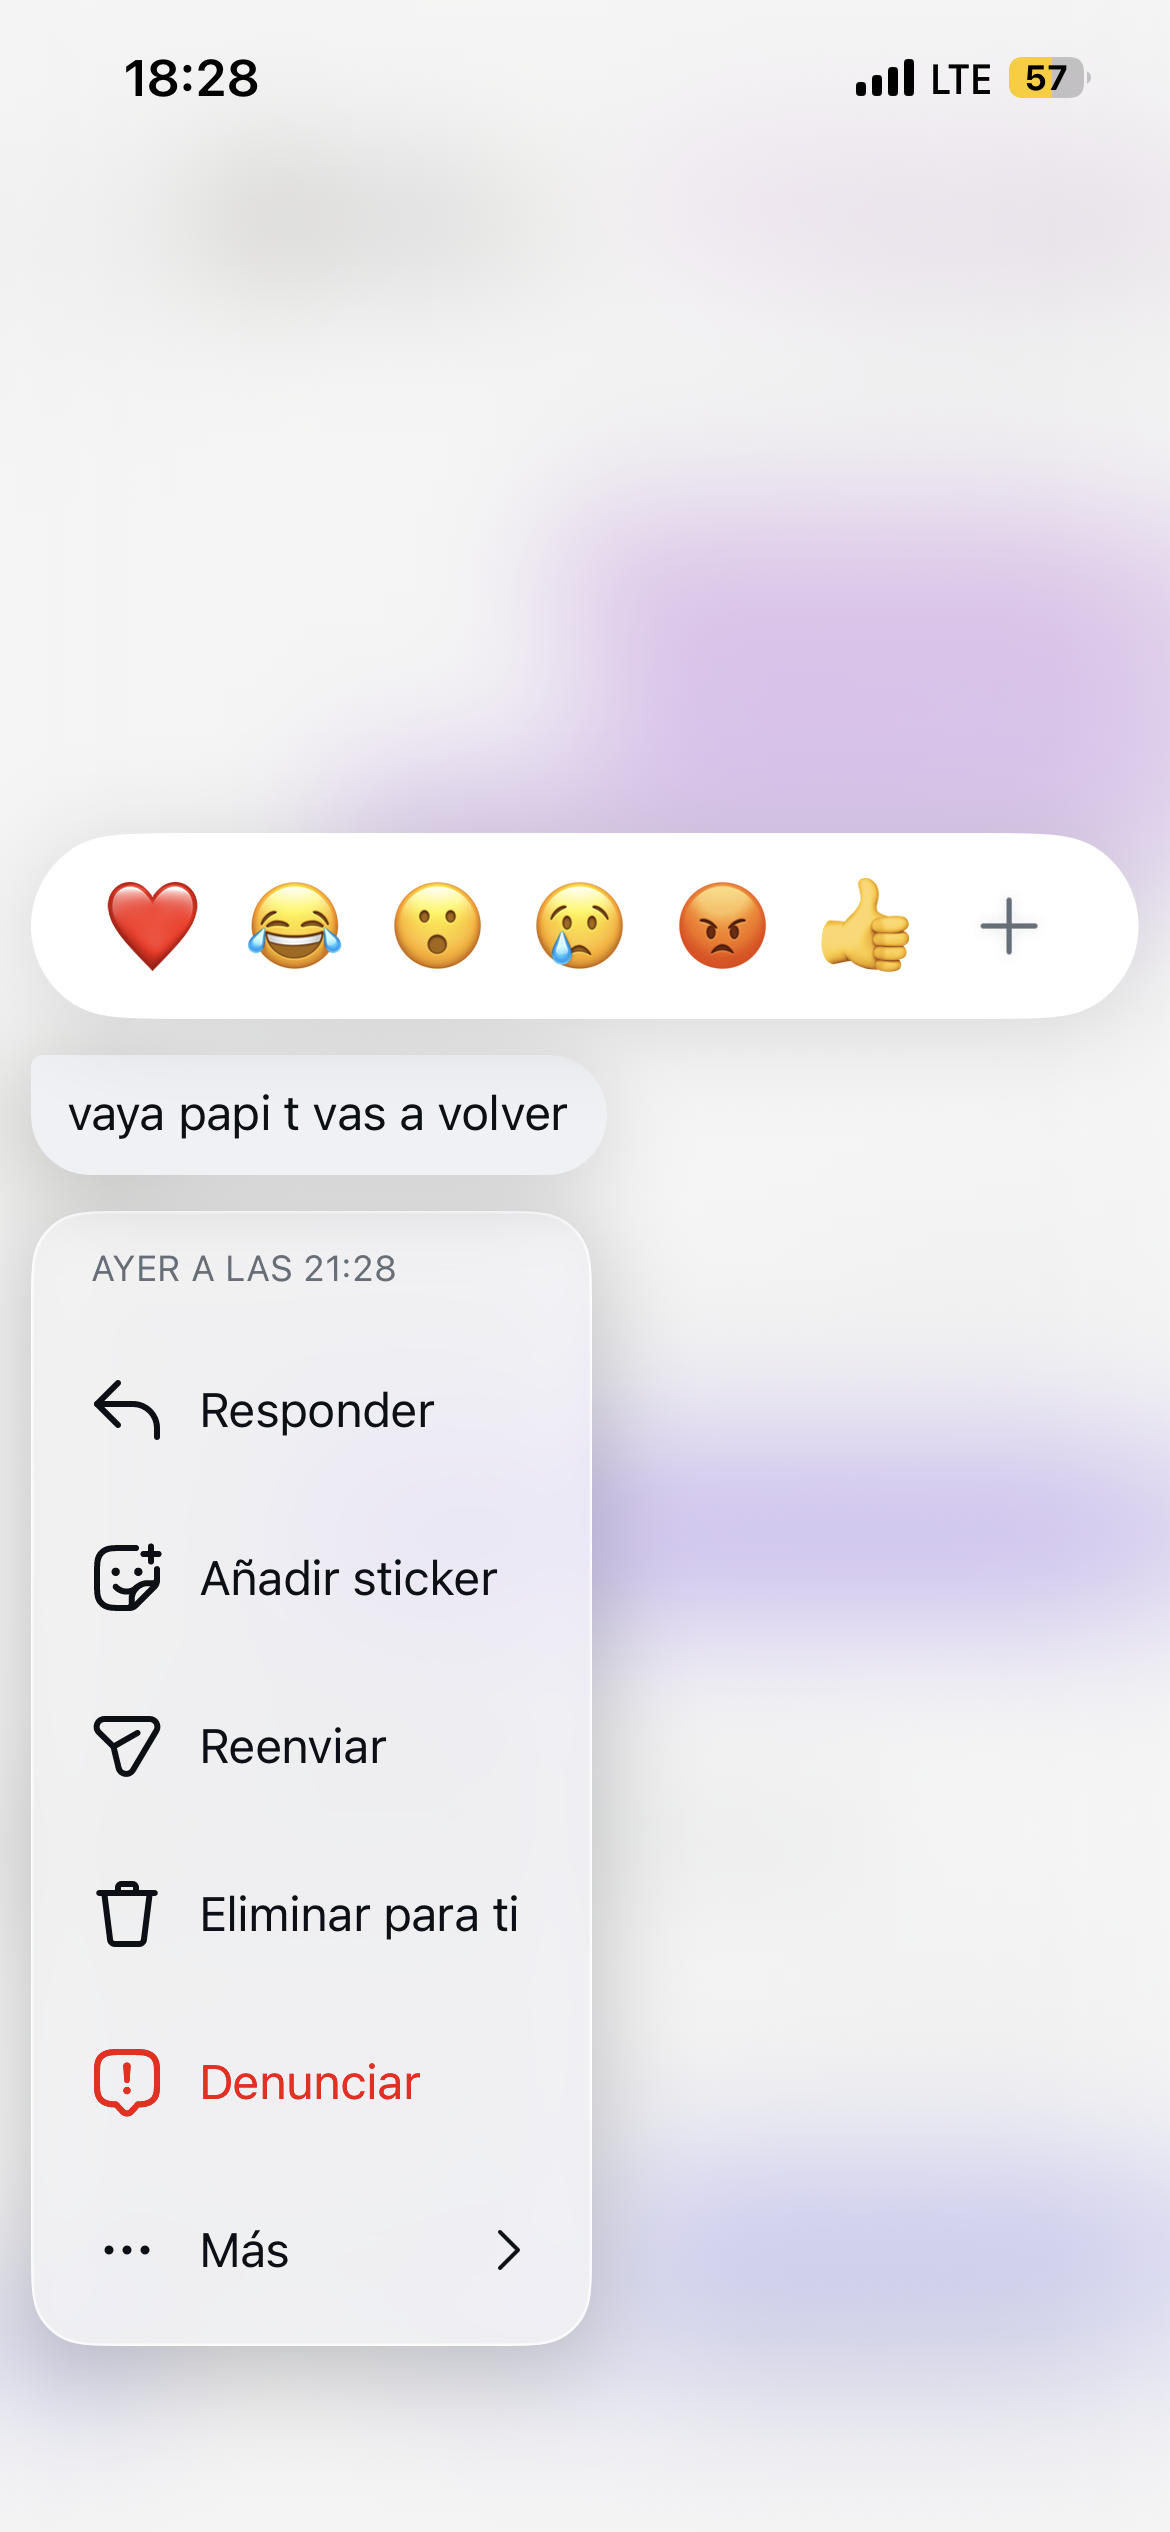 18:28 LTE 57
vaya papi t vas a volver
AYER A LAS 21:28
Responder
Añadir sticker
Reenviar
Eliminar para ti
Denunciar
Más